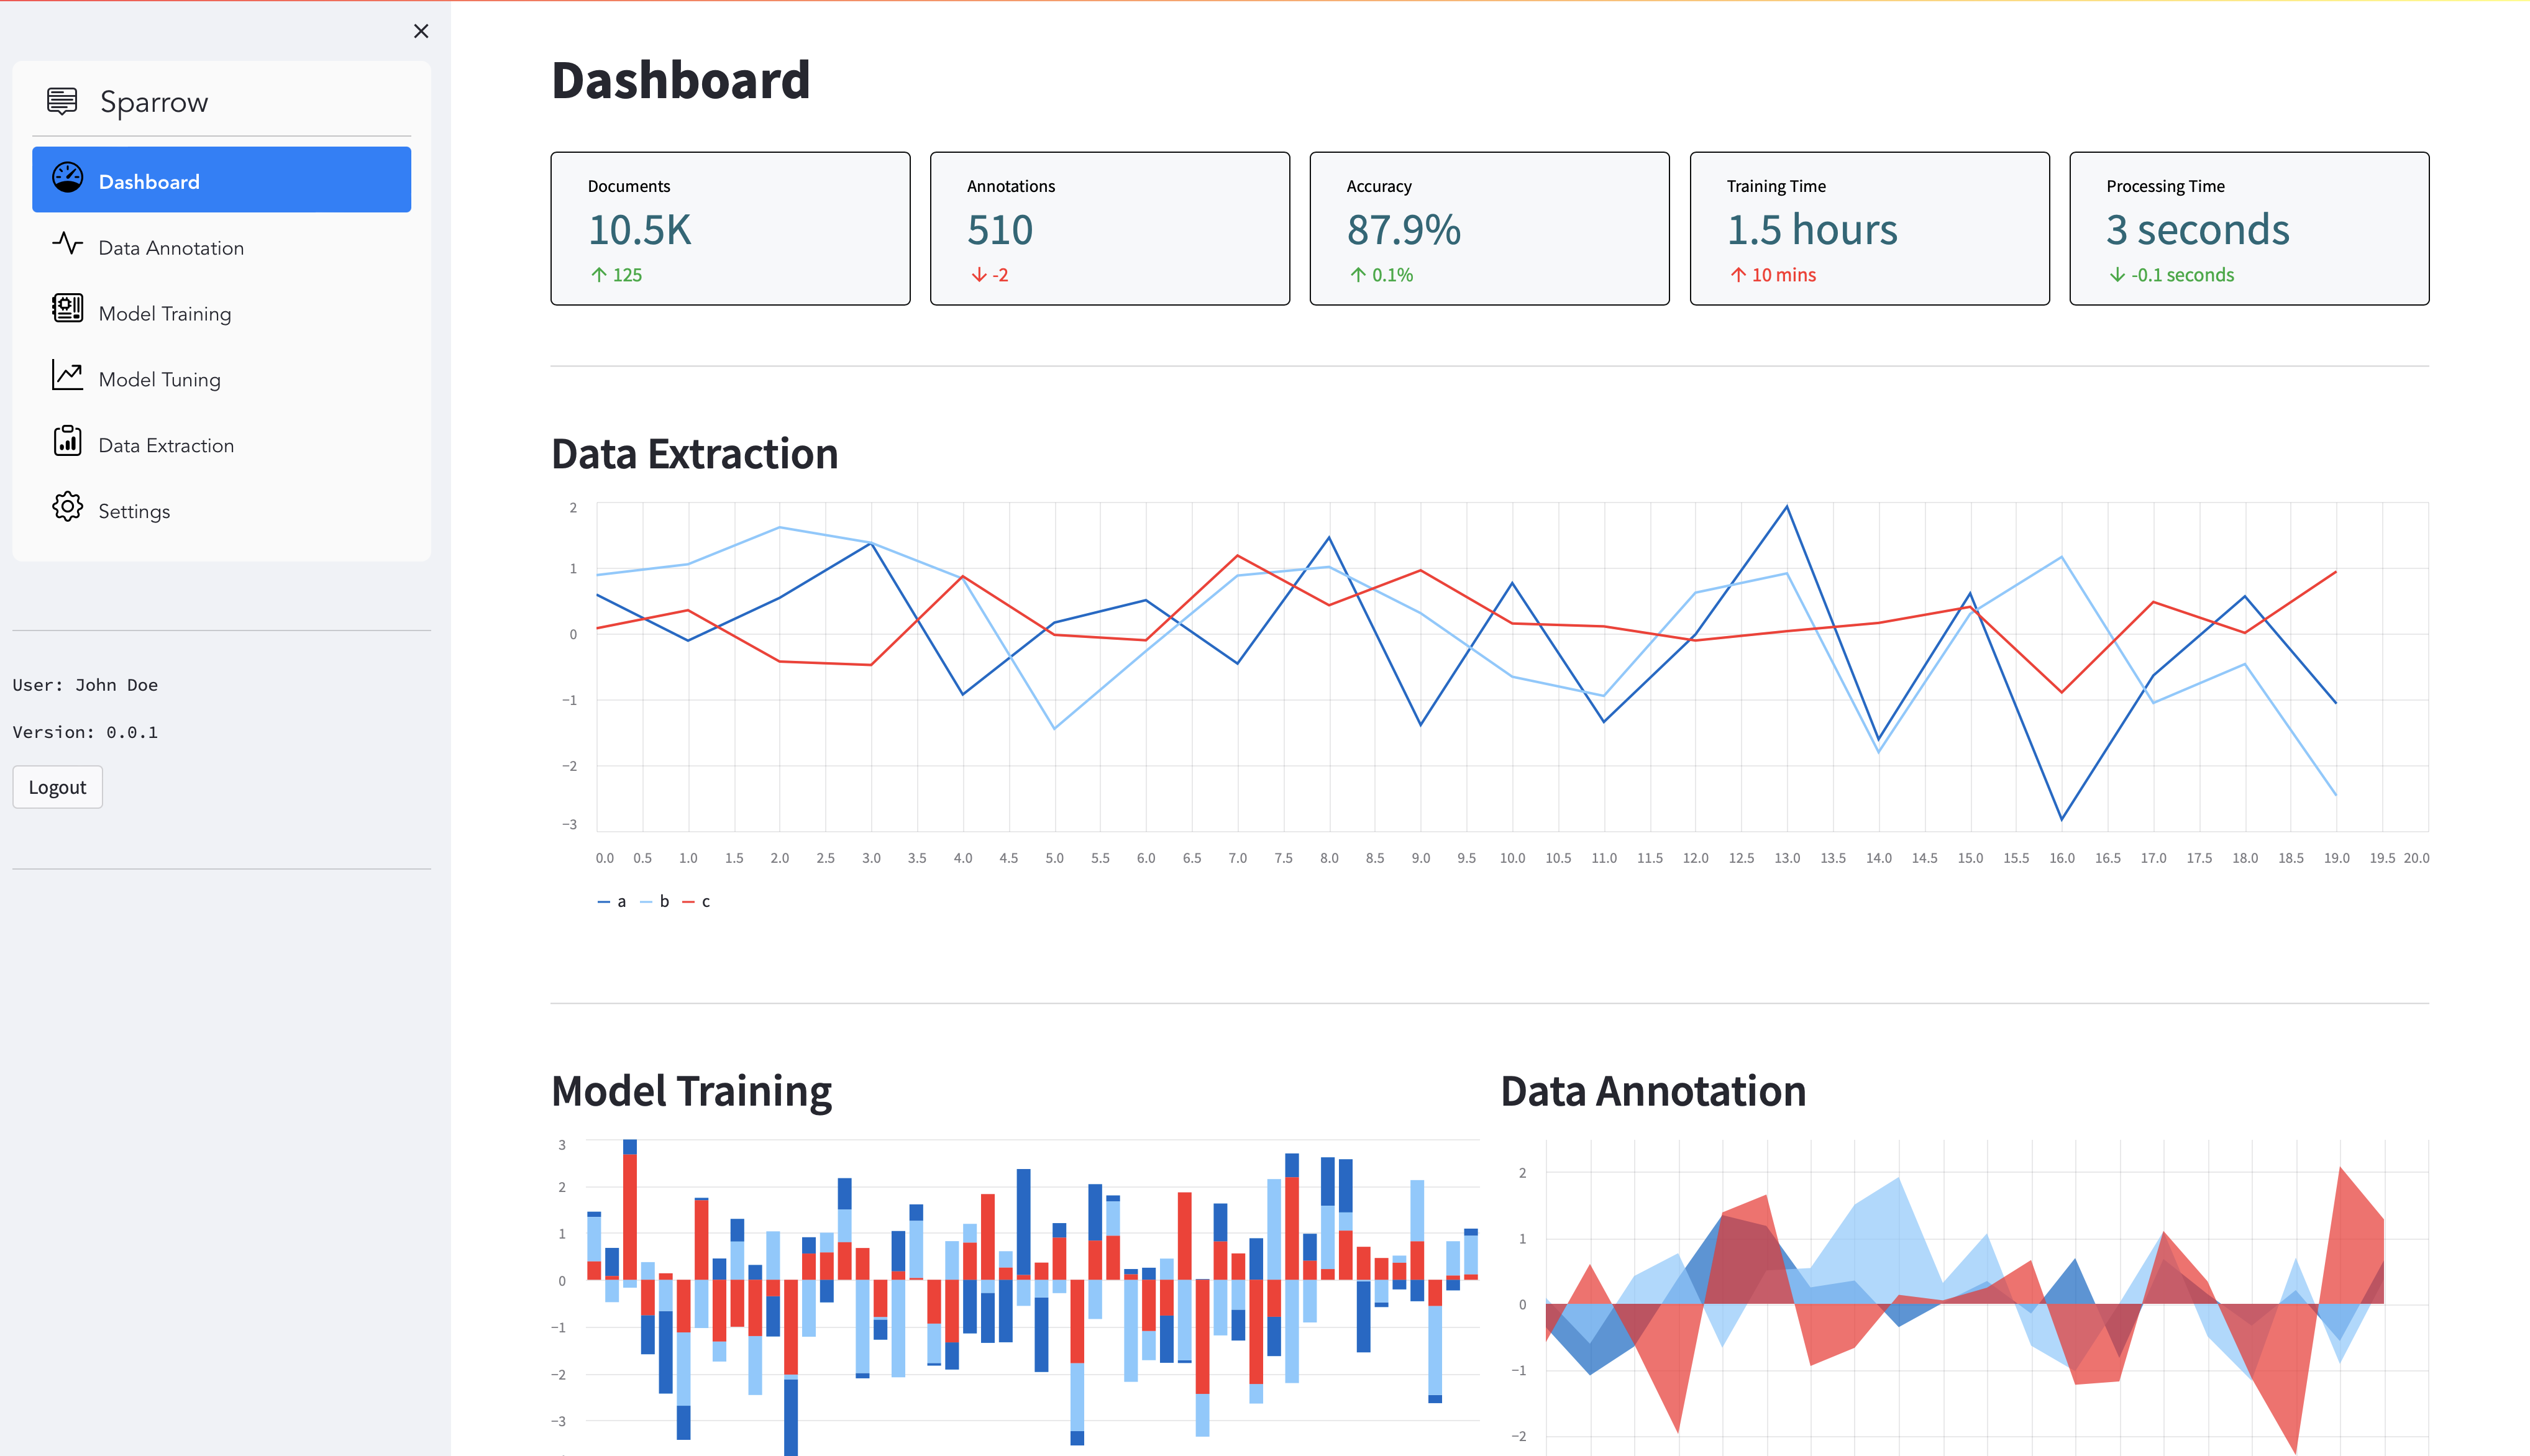 Sparrow
Dashboard
Data Annotation
Model Training
Model Tuning
Data Extraction
Settings
User: John Doe
Version: 0.0.1
Logout
Dashboard
Documents
10.5K
↑ 125
Annotations
510
↓ -2
Accuracy
87.9%
↑ 0.1%
Training Time
1.5 hours
↑ 10 mins
Processing Time
3 seconds
↓ -0.1 seconds
Data Extraction
2
1
0
−1
−2
−3
0.0 0.5 1.0 1.5 2.0 2.5 3.0 3.5 4.0 4.5 5.0 5.5 6.0 6.5 7.0 7.5 8.0 8.5 9.0 9.5 10.0 10.5 11.0 11.5 12.0 12.5 13.0 13.5 14.0 14.5 15.0 15.5 16.0 16.5 17.0 17.5 18.0 18.5 19.0 19.5 20.0
a b c
Model Training
3
2
1
0
−1
−2
−3
Data Annotation
2
1
0
−1
−2